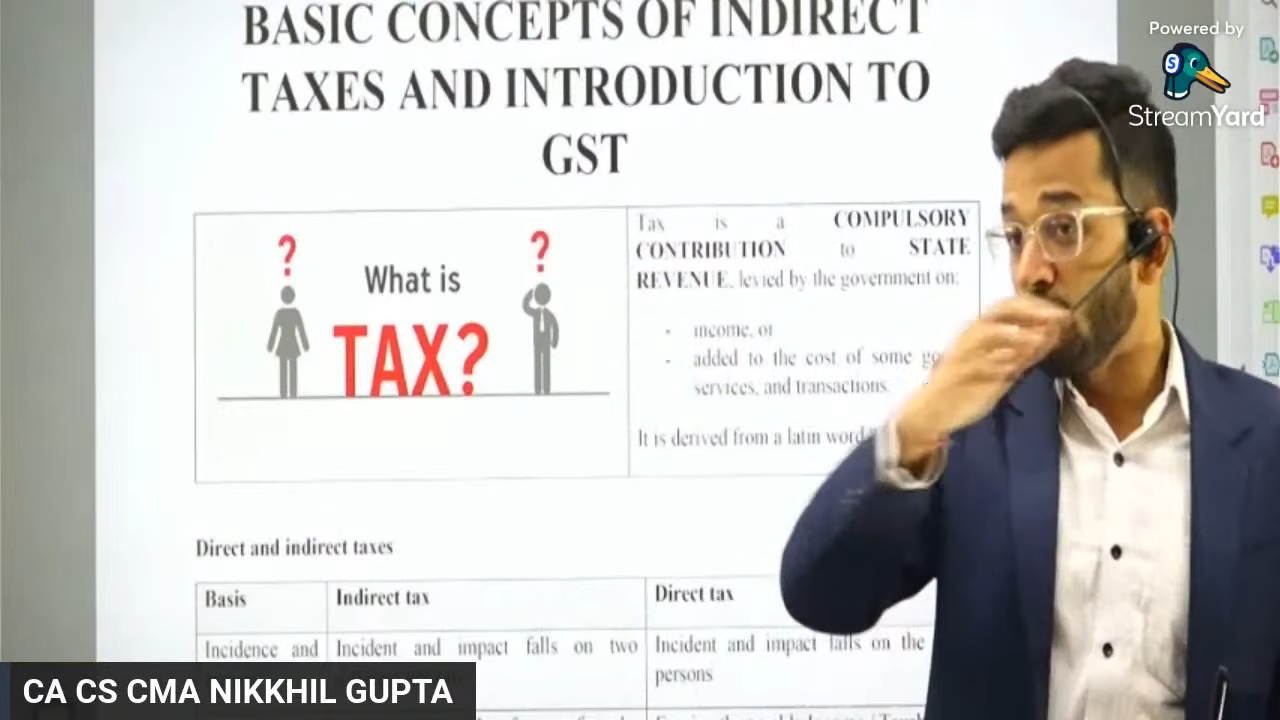 Powered by
StreamYard
BASIC CONCEPTS OF INDIRECT
TAXES AND INTRODUCTION TO
GST
?
?
What is
TAX?
Tax is a COMPULSORY
CONTRIBUTION to STATE
REVENUE, levied by the government on:
- income, or
- added to the cost of some
services, and transactions.
It is derived from a latin word
Direct and indirect taxes
Basis
Indirect tax
Direct tax
Incidence and
Incident and impact falls on two
Incident and impact falls on the
persons
CA CS CMA NIKKHIL GUPTA